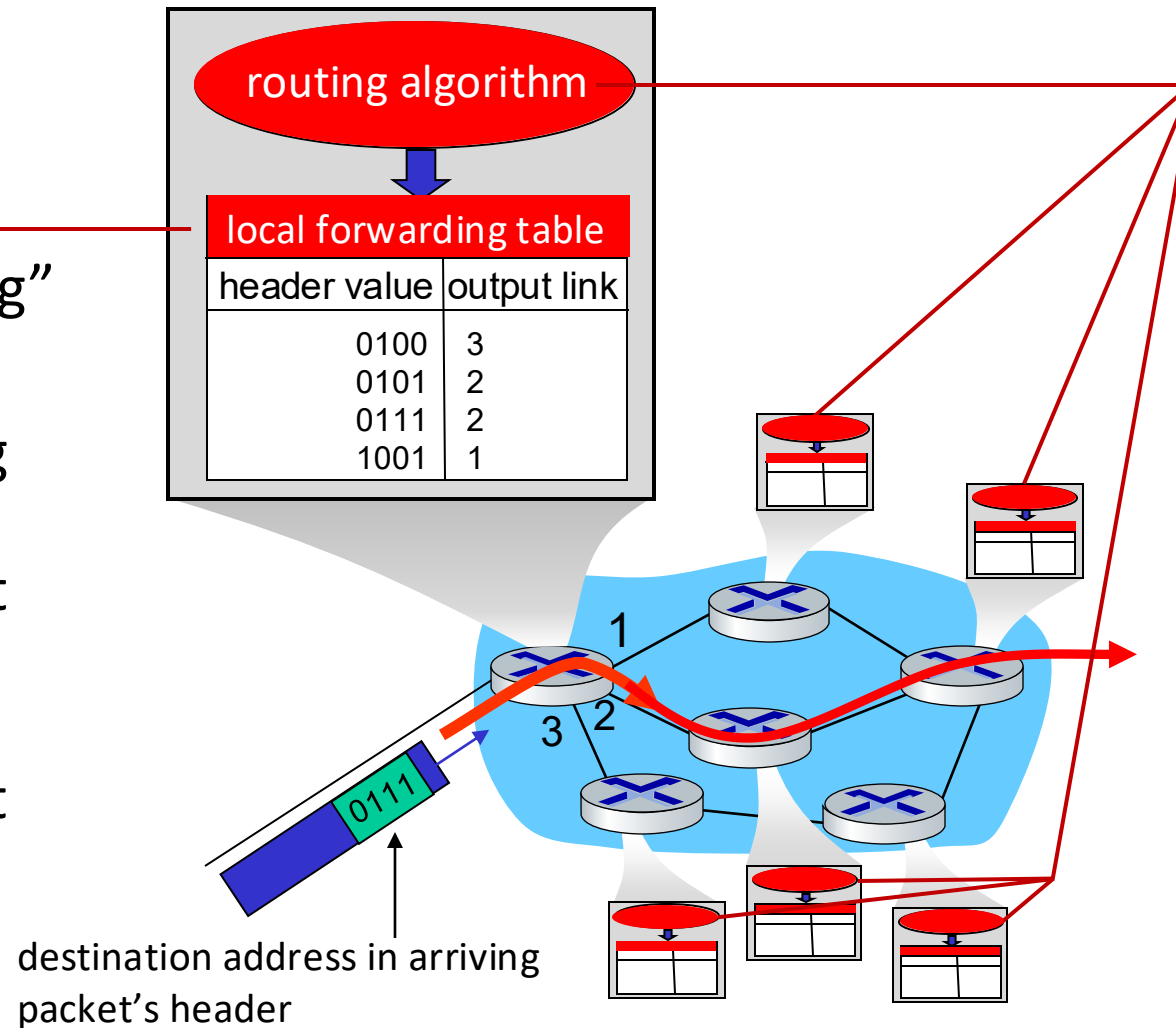 routing algorithm
local forwarding table
header value output link
0100 3
0101 2
0111 2
1001 1
g”
g
t
t
1
2
3
0111
destination address in arriving
packet’s header